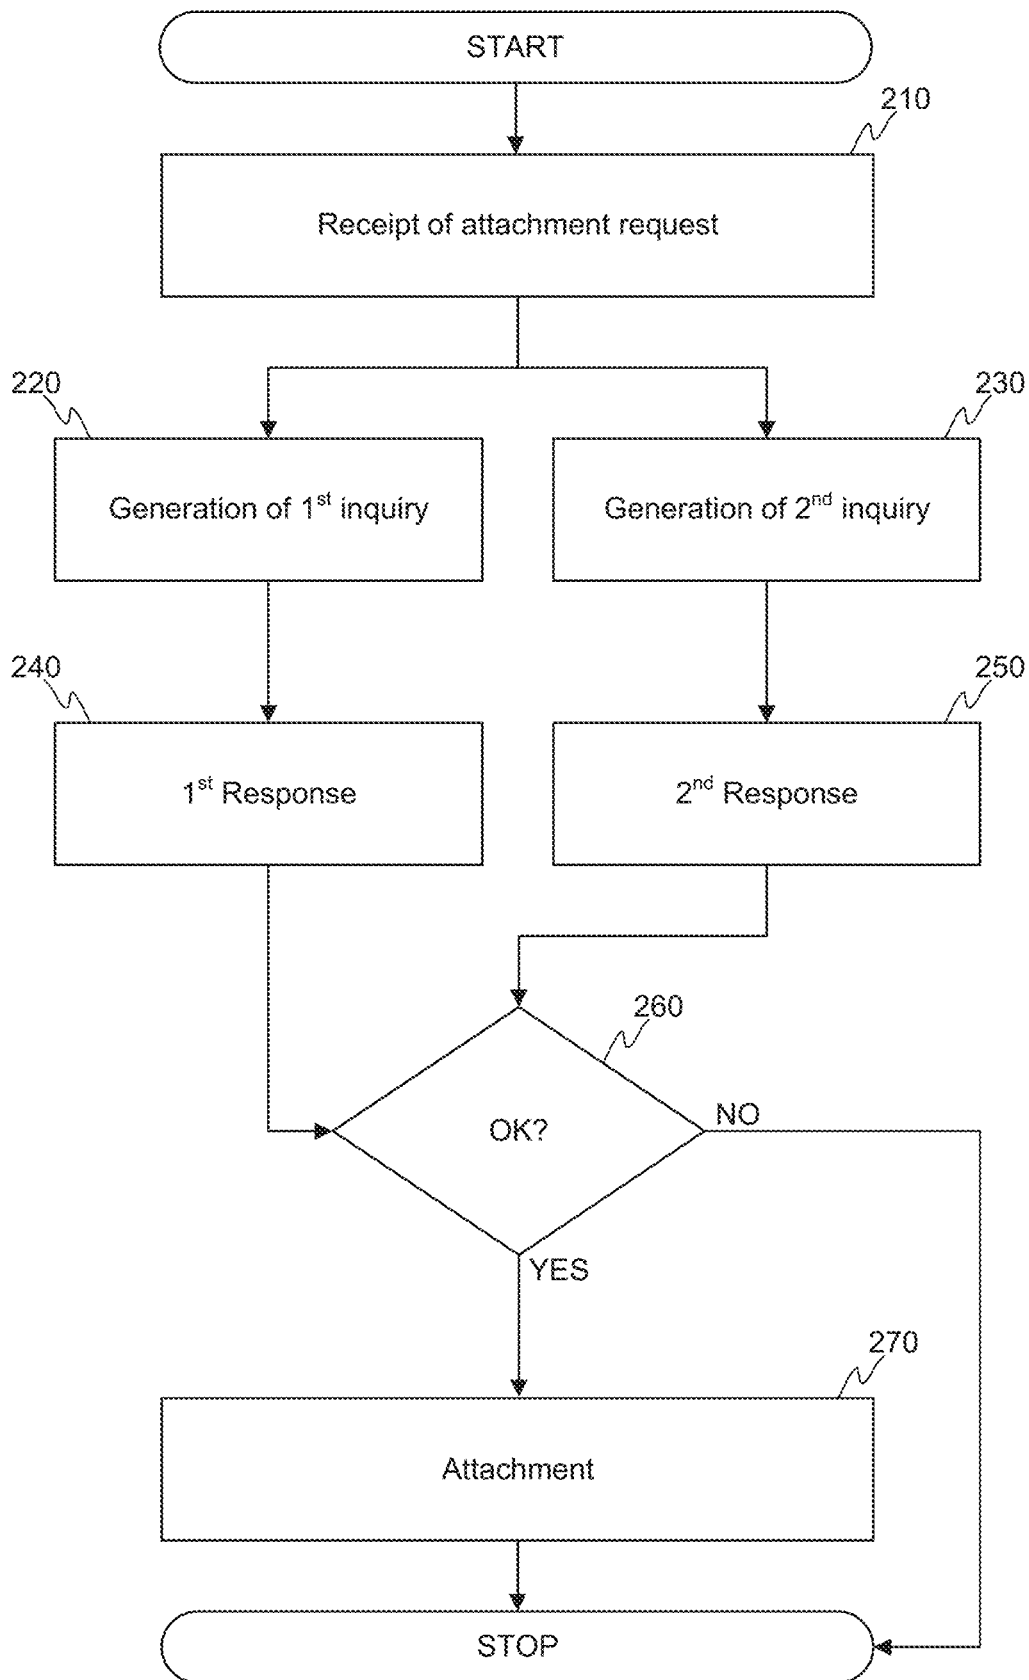 START
210
Receipt of attachment request
220
230
Generation of 1st inquiry
Generation of 2nd inquiry
240
250
1st Response
2nd Response
260
OK?
NO
YES
270
Attachment
STOP